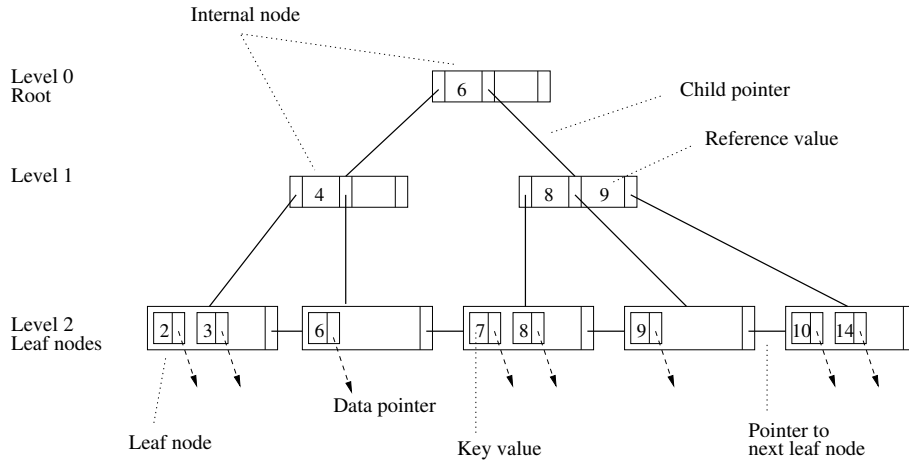 Internal node
Level 0
Root
6
Child pointer
Reference value
Level 1
4
8 9
Level 2
Leaf nodes
2 3 6 7 8 9 10 14
Data pointer
Leaf node
Key value
Pointer to
next leaf node